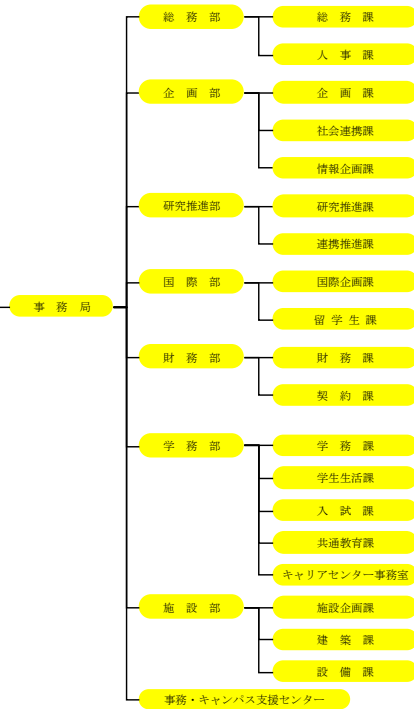 総 務 部
総 務 課
人 事 課
企 画 部
企 画 課
社会連携課
情報企画課
研究推進部
研究推進課
連携推進課
国 際 部
国際企画課
留 学 生 課
事 務 局
財 務 部
財 務 課
契 約 課
学 務 部
学 務 課
学生生活課
入 試 課
共通教育課
キャリアセンター事務室
施 設 部
施設企画課
建 築 課
設 備 課
事務・キャンパス支援センター